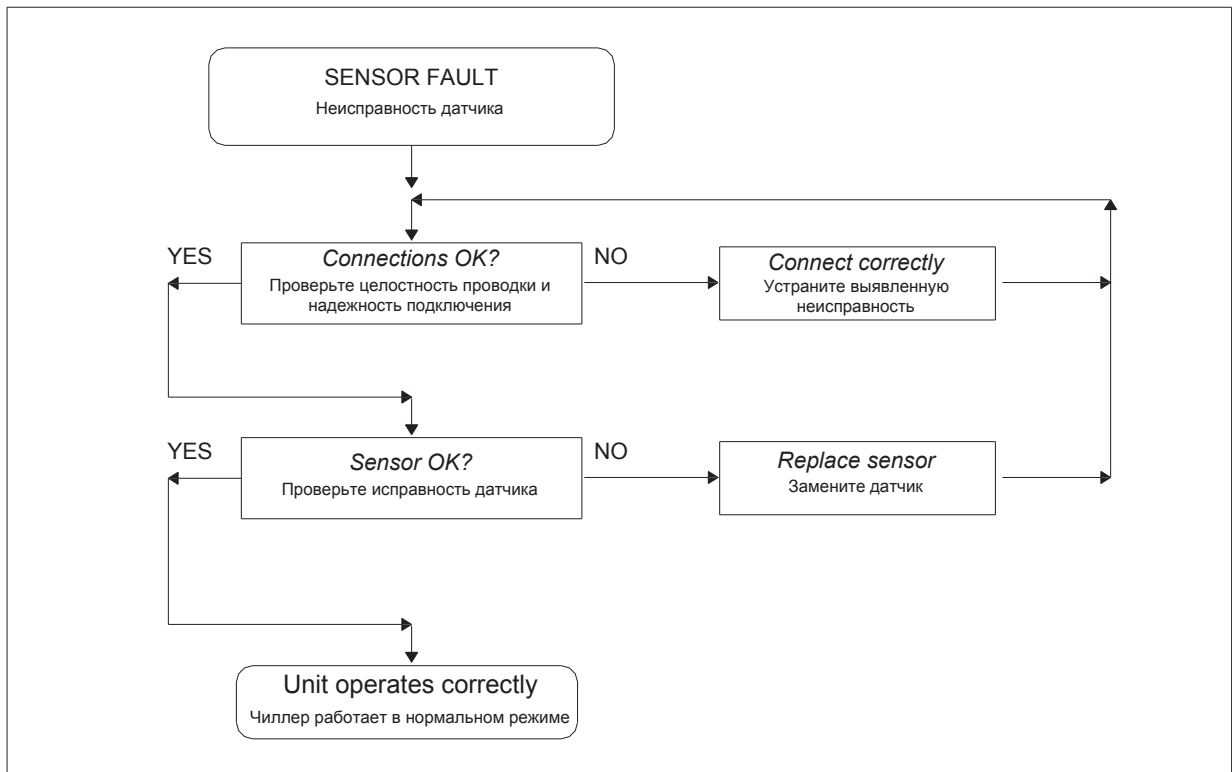 SENSOR FAULT
Неисправность датчика
YES
Connections OK?
Проверьте целостность проводки и
надежность подключения
NO
Connect correctly
Устраните выявленную
неисправность
YES
Sensor OK?
Проверьте исправность датчика
NO
Replace sensor
Замените датчик
Unit operates correctly
Чиллер работает в нормальном режиме